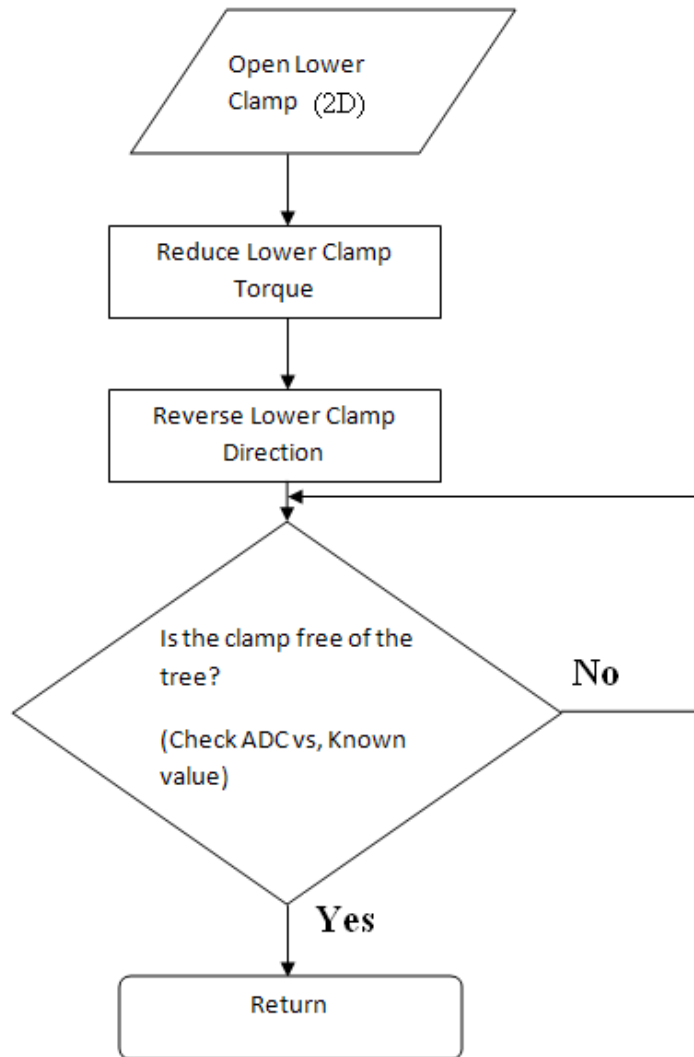 Open Lower
Clamp (2D)
Reduce Lower Clamp
Torque
Reverse Lower Clamp
Direction
Is the clamp free of the
tree?
No
(Check ADC vs, Known
value)
Yes
Return